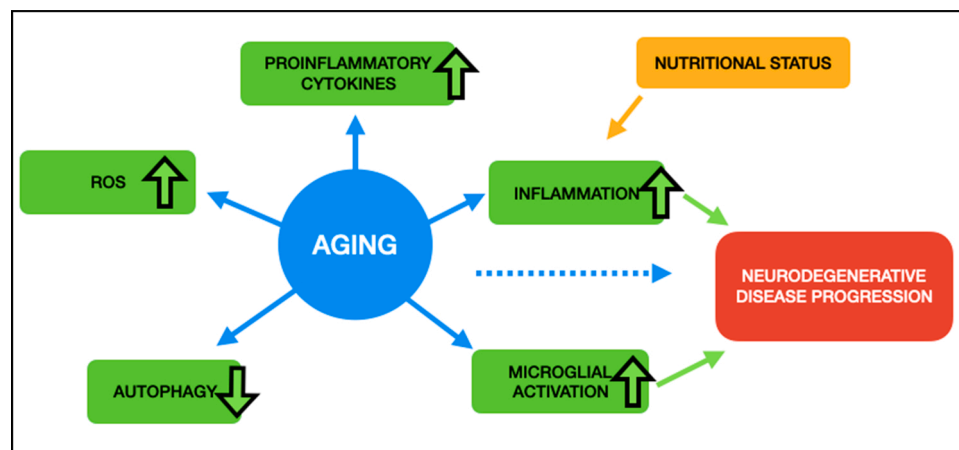 PROINFLAMMATORY
CYTOKINES
NUTRITIONAL STATUS
ROS
INFLAMMATION
AGING
NEURODEGENERATIVE
DISEASE PROGRESSION
MICROGLIAL
ACTIVATION
AUTOPHAGY